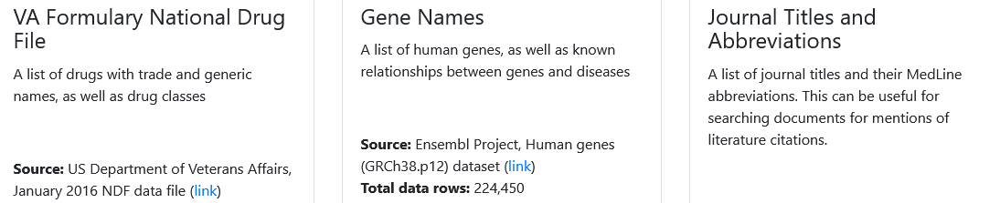 VA Formulary National Drug
File
A list of drugs with trade and generic
names, as well as drug classes
Source: US Department of Veterans Affairs,
January 2016 NDF data file (link)
Gene Names
A list of human genes, as well as known
relationships between genes and diseases
Source: Ensembl Project, Human genes
(GRCh38.p12) dataset (link)
Total data rows: 224,450
Journal Titles and
Abbreviations
A list of journal titles and their MedLine
abbreviations. This can be useful for
searching documents for mentions of
literature citations.